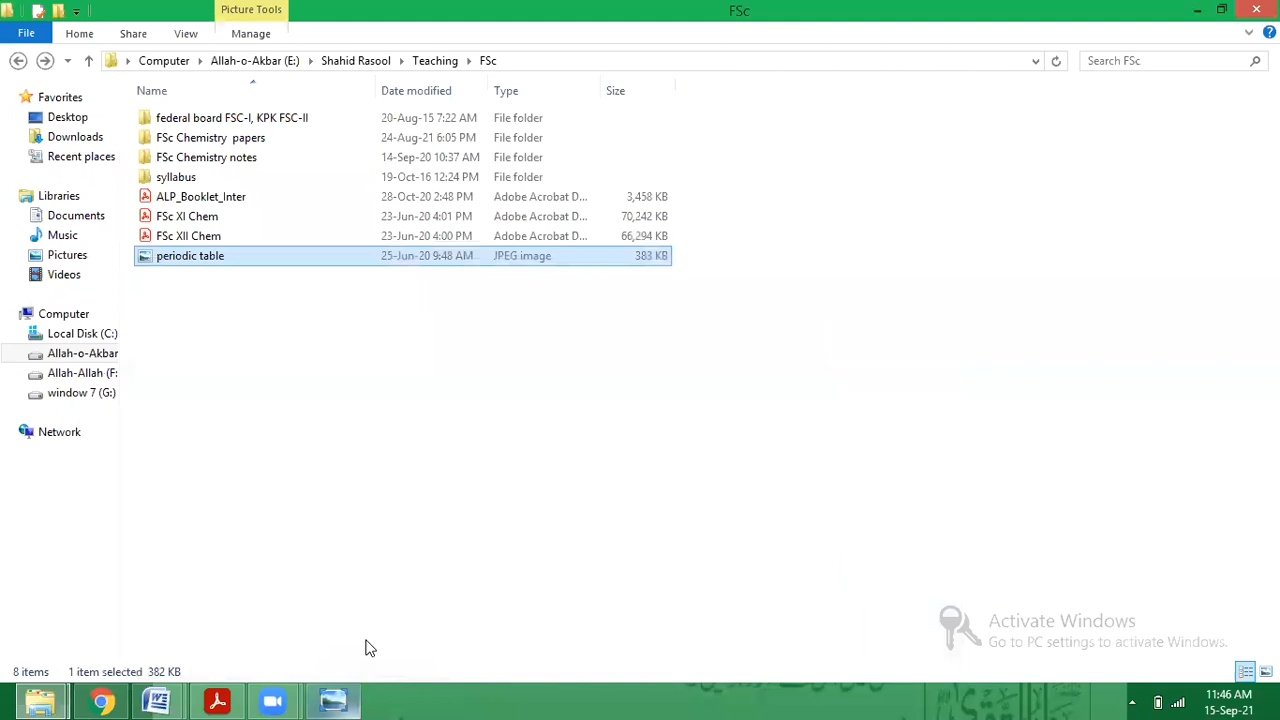 Picture Tools
FSc
File
Home
Share
View
Manage
Computer
Allah-o-Akbar (E:)
Shahid Rasool
Teaching
FSc
Search FSc
Name
Date modified
Type
Size
Favorites
Desktop
Downloads
Recent places
Libraries
Documents
Music
Pictures
Videos
Computer
Local Disk (C:)
Allah-o-Akbar
Allah-Allah (F:
window 7 (G:)
Network
federal board FSC-I, KPK FSC-II 20-Aug-15 7:22 AM File folder
FSc Chemistry papers 24-Aug-21 6:05 PM File folder
FSc Chemistry notes 14-Sep-20 10:37 AM File folder
syllabus 19-Oct-16 12:24 PM File folder
ALP_Booklet_Inter 28-Oct-20 2:48 PM Adobe Acrobat D... 3,458 KB
FSc XI Chem 23-Jun-20 4:01 PM Adobe Acrobat D... 70,242 KB
FSc XII Chem 23-Jun-20 4:00 PM Adobe Acrobat D... 66,294 KB
periodic table 25-Jun-20 9:48 AM JPEG image 383 KB
Activate Windows
Go to PC settings to activate Windows.
8 items 1 item selected 382 KB
11:46 AM
15-Sep-21